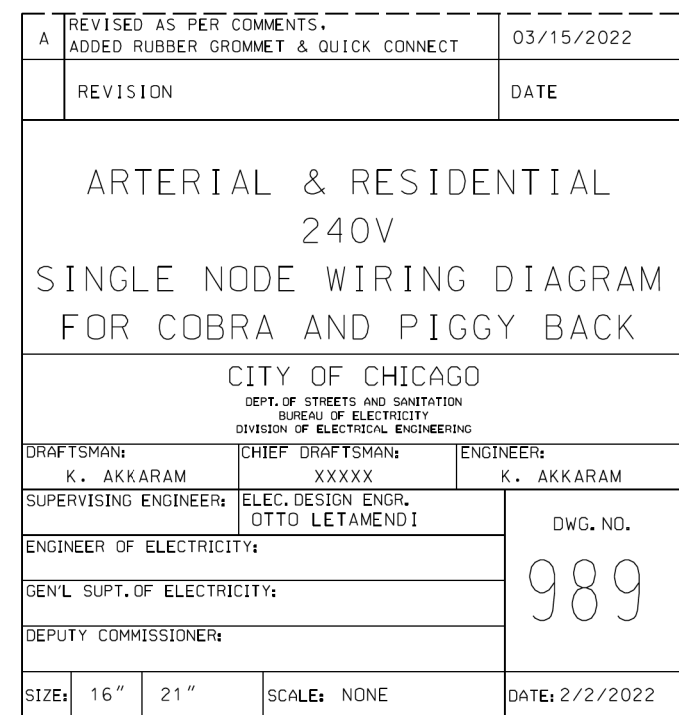 A
REVISED AS PER COMMENTS.
ADDED RUBBER GROMMET & QUICK CONNECT
03/15/2022
REVISION
DATE
ARTERIAL & RESIDENTIAL
240V
SINGLE NODE WIRING DIAGRAM
FOR COBRA AND PIGGY BACK
CITY OF CHICAGO
DEPT. OF STREETS AND SANITATION
BUREAU OF ELECTRICITY
DIVISION OF ELECTRICAL ENGINEERING
DRAFTSMAN:
K. AKKARAM
CHIEF DRAFTSMAN:
XXXXX
ENGINEER:
K. AKKARAM
SUPERVISING ENGINEER:
ELEC. DESIGN ENGR.
OTTO LETAMENDI
DWG. NO.
989
ENGINEER OF ELECTRICITY:
GEN'L SUPT. OF ELECTRICITY:
DEPUTY COMMISSIONER:
SIZE: 16" 21"
SCALE: NONE
DATE: 2/2/2022